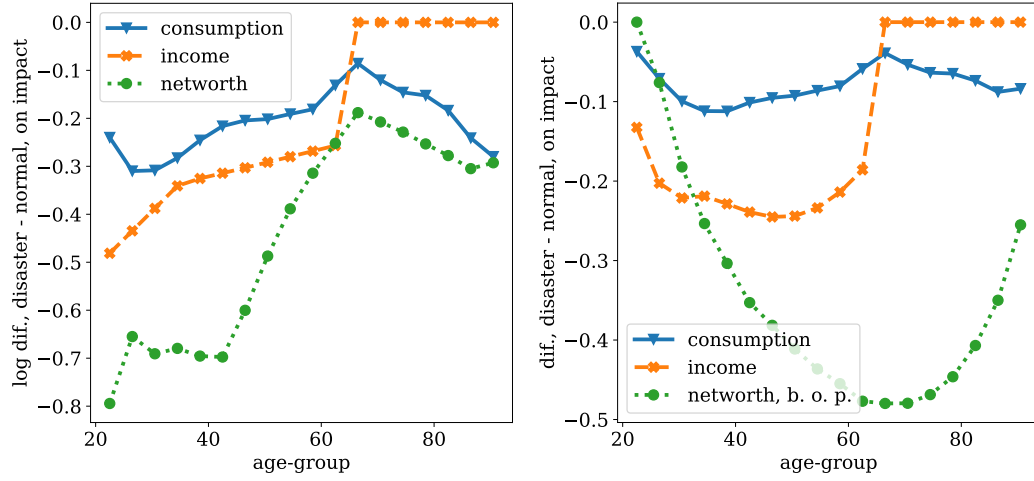 log dif., disaster - normal, on impact
0.0
−0.1
−0.2
−0.3
−0.4
−0.5
−0.6
−0.7
−0.8
consumption
income
networth
20 40 60 80
age-group
dif., disaster - normal, on impact
0.0
−0.1
−0.2
−0.3
−0.4
−0.5
consumption
income
networth, b. o. p.
20 40 60 80
age-group